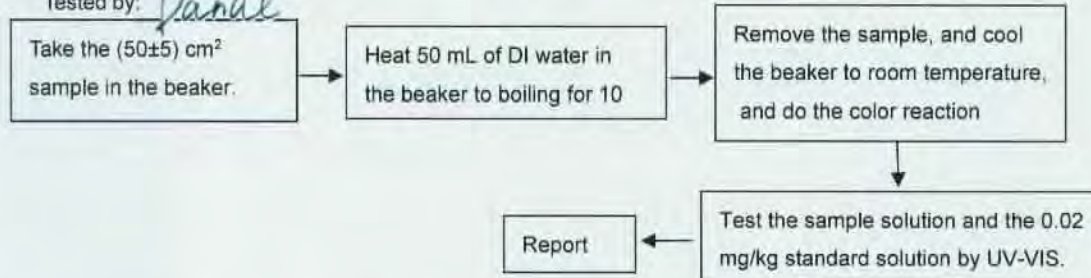 Tested by:
Take the (50±5) cm²
sample in the beaker.
Heat 50 mL of DI water in
the beaker to boiling for 10
Remove the sample, and cool
the beaker to room temperature,
and do the color reaction
Test the sample solution and the 0.02
mg/kg standard solution by UV-VIS.
Report